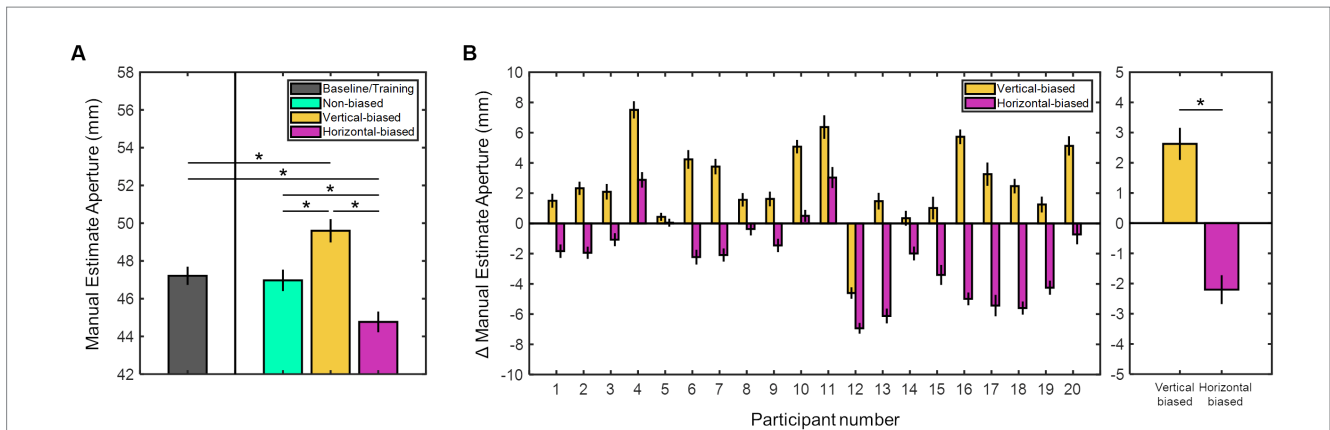 A
Manual Estimate Aperture (mm)
58
56
54
52
50
48
46
44
42
Baseline/Training
Non-biased
Vertical-biased
Horizontal-biased
*
*
*
*
*
B
Δ Manual Estimate Aperture (mm)
10
8
6
4
2
0
-2
-4
-6
-8
-10
Vertical-biased
Horizontal-biased
1 2 3 4 5 6 7 8 9 10 11 12 13 14 15 16 17 18 19 20
Participant number
5
4
3
2
1
0
-1
-2
-3
-4
-5
*
Vertical Horizontal
biased biased